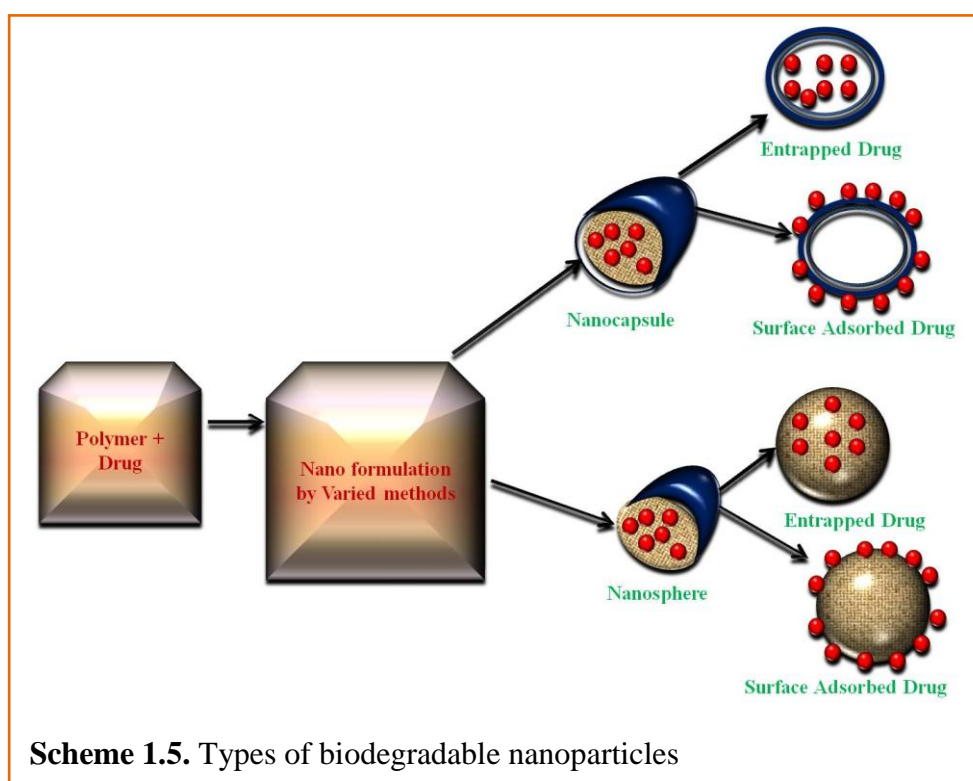 Entrapped Drug
Nanocapsule
Surface Adsorbed Drug
Polymer +
Drug
Nano formulation
by Varied methods
Entrapped Drug
Nanosphere
Surface Adsorbed Drug
Scheme 1.5. Types of biodegradable nanoparticles